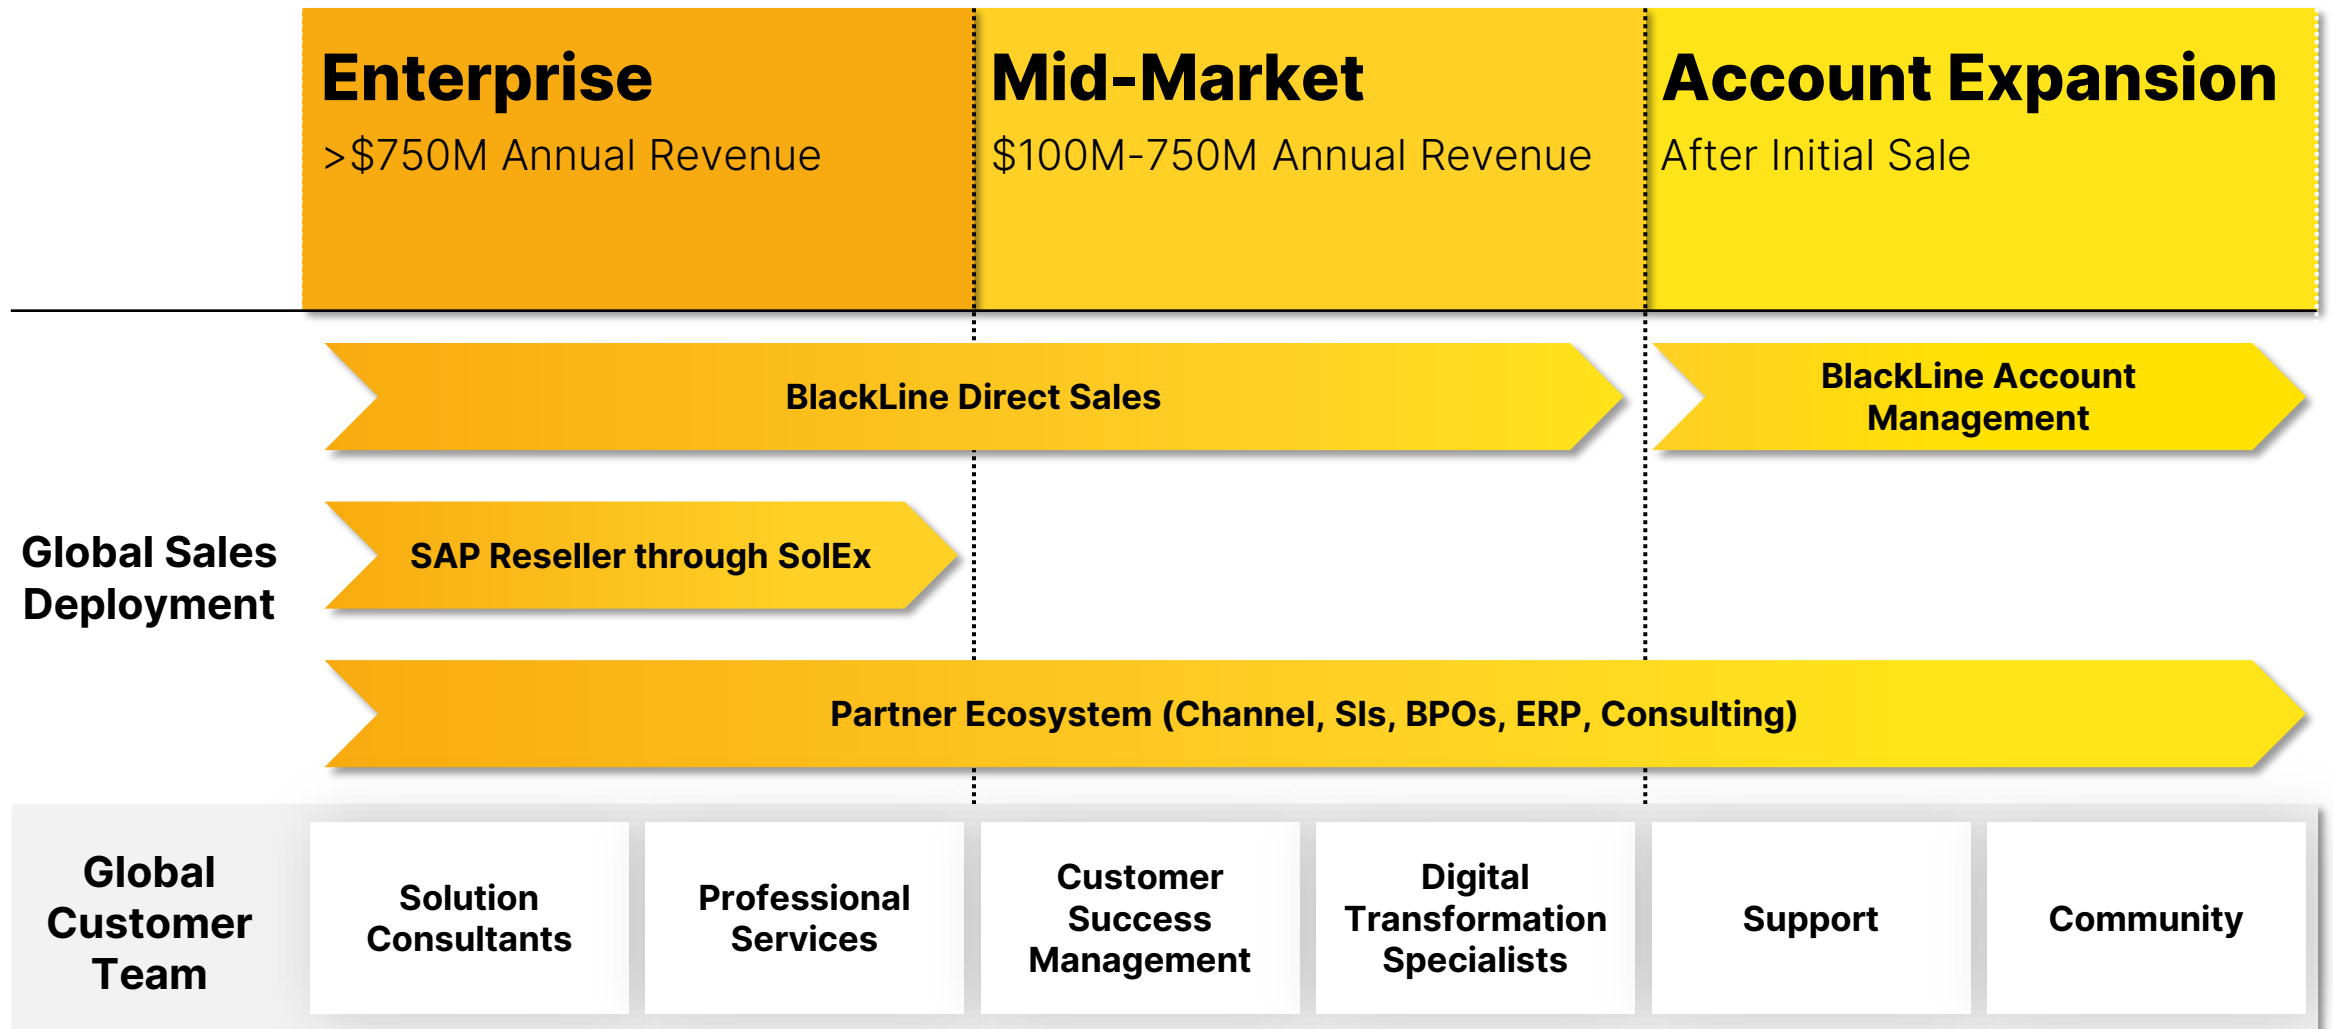 Enterprise
>$750M Annual Revenue
Mid-Market
$100M-750M Annual Revenue
Account Expansion
After Initial Sale
Global Sales
Deployment
BlackLine Direct Sales
BlackLine Account
Management
SAP Reseller through SolEx
Partner Ecosystem (Channel, SIs, BPOs, ERP, Consulting)
Global
Customer
Team
Solution
Consultants
Professional
Services
Customer
Success
Management
Digital
Transformation
Specialists
Support
Community